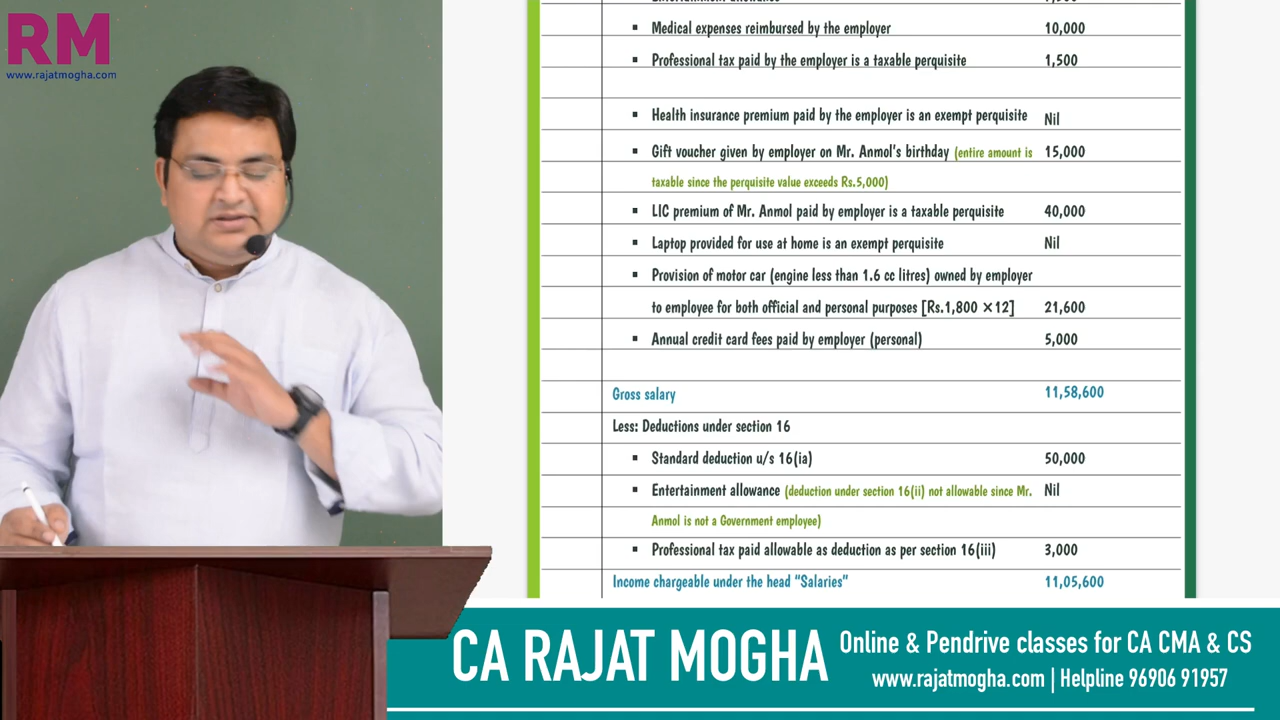 RM
www.rajatmogha.com
▪ Medical expenses reimbursed by the employer 10,000
▪ Professional tax paid by the employer is a taxable perquisite 1,500
▪ Health insurance premium paid by the employer is an exempt perquisite Nil
▪ Gift voucher given by employer on Mr. Anmol's birthday (entire amount is 15,000
taxable since the perquisite value exceeds Rs.5,000)
▪ LIC premium of Mr. Anmol paid by employer is a taxable perquisite 40,000
▪ Laptop provided for use at home is an exempt perquisite Nil
▪ Provision of motor car (engine less than 1.6 cc litres) owned by employer
to employee for both official and personal purposes [Rs.1,800 ×12] 21,600
▪ Annual credit card fees paid by employer (personal) 5,000
Gross salary 11,58,600
Less: Deductions under section 16
▪ Standard deduction u/s 16(ia) 50,000
▪ Entertainment allowance (deduction under section 16(ii) not allowable since Mr. Nil
Anmol is not a Government employee)
▪ Professional tax paid allowable as deduction as per section 16(iii) 3,000
Income chargeable under the head "Salaries" 11,05,600
CA RAJAT MOGHA
Online & Pendrive classes for CA CMA & CS
www.rajatmogha.com | Helpline 96906 91957